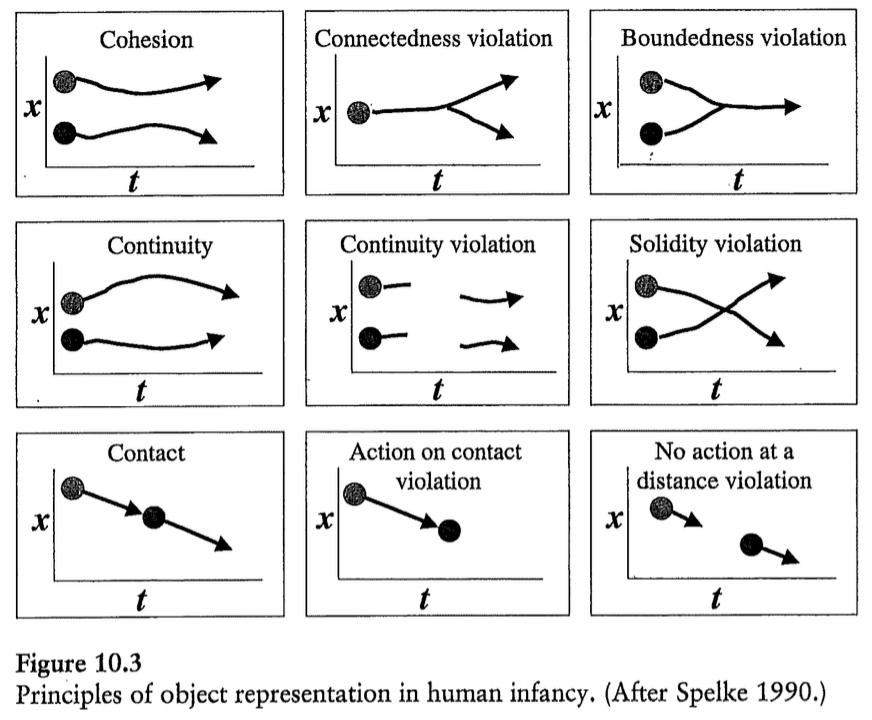 Cohesion
x
t
Connectedness violation
x
t
Boundedness violation
x
t
Continuity
x
t
Continuity violation
x
t
Solidity violation
x
t
Contact
x
t
Action on contact
violation
x
t
No action at a
distance violation
x
t
Figure 10.3
Principles of object representation in human infancy. (After Spelke 1990.)